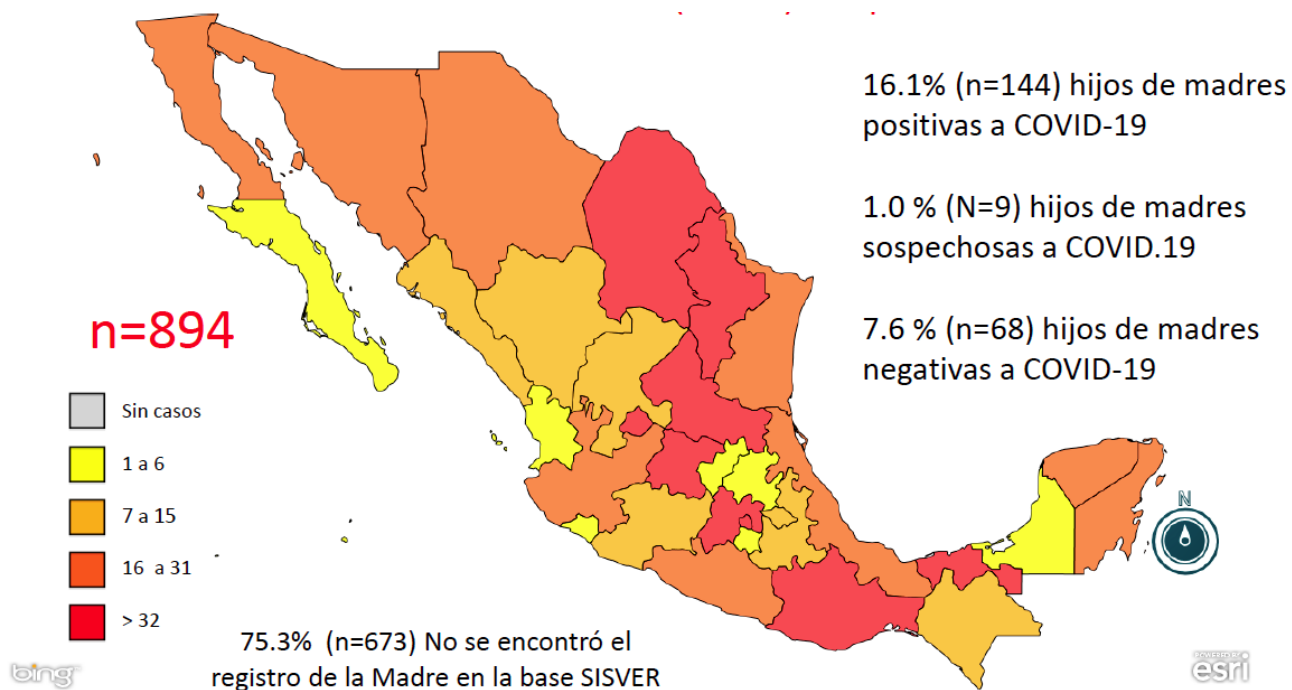 16.1% (n=144) hijos de madres
positivas a COVID-19
1.0 % (N=9) hijos de madres
sospechosas a COVID.19
7.6 % (n=68) hijos de madres
negativas a COVID-19
n=894
Sin casos
1 a 6
7 a 15
16 a 31
> 32
N
75.3% (n=673) No se encontró el
registro de la Madre en la base SISVER
bing
POWERED BY
esri